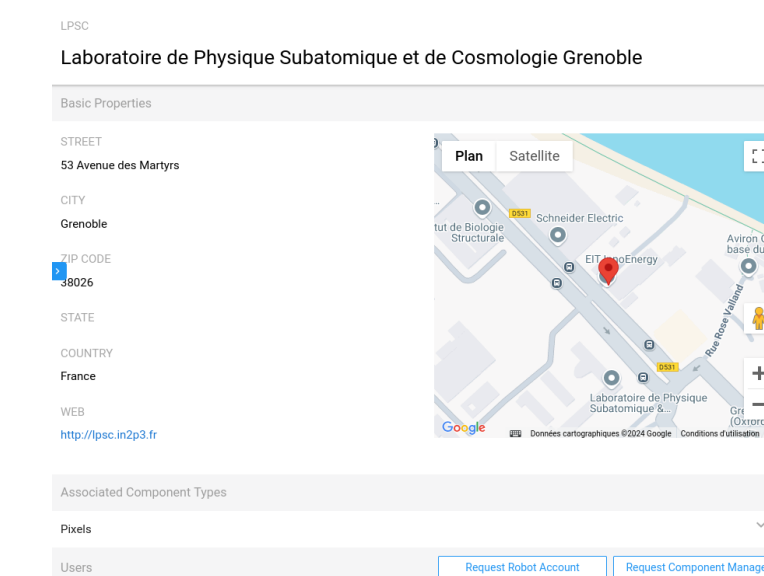 LPSC
Laboratoire de Physique Subatomique et de Cosmologie Grenoble
Basic Properties
STREET
53 Avenue des Martyrs
CITY
Grenoble
ZIP CODE
38026
STATE
COUNTRY
France
WEB
http://lpsc.in2p3.fr
Plan
Satellite
D531
Schneider Electric
tut de Biologie
Structurale
EIT InnoEnergy
Aviron G
base du
Rue Rose Valland
D531
Laboratoire de Physique
Subatomique &...
Gre
(Oxford
Google
Données cartographiques ©2024 Google
Conditions d'utilisation
Associated Component Types
Pixels
Users
Request Robot Account
Request Component Manage